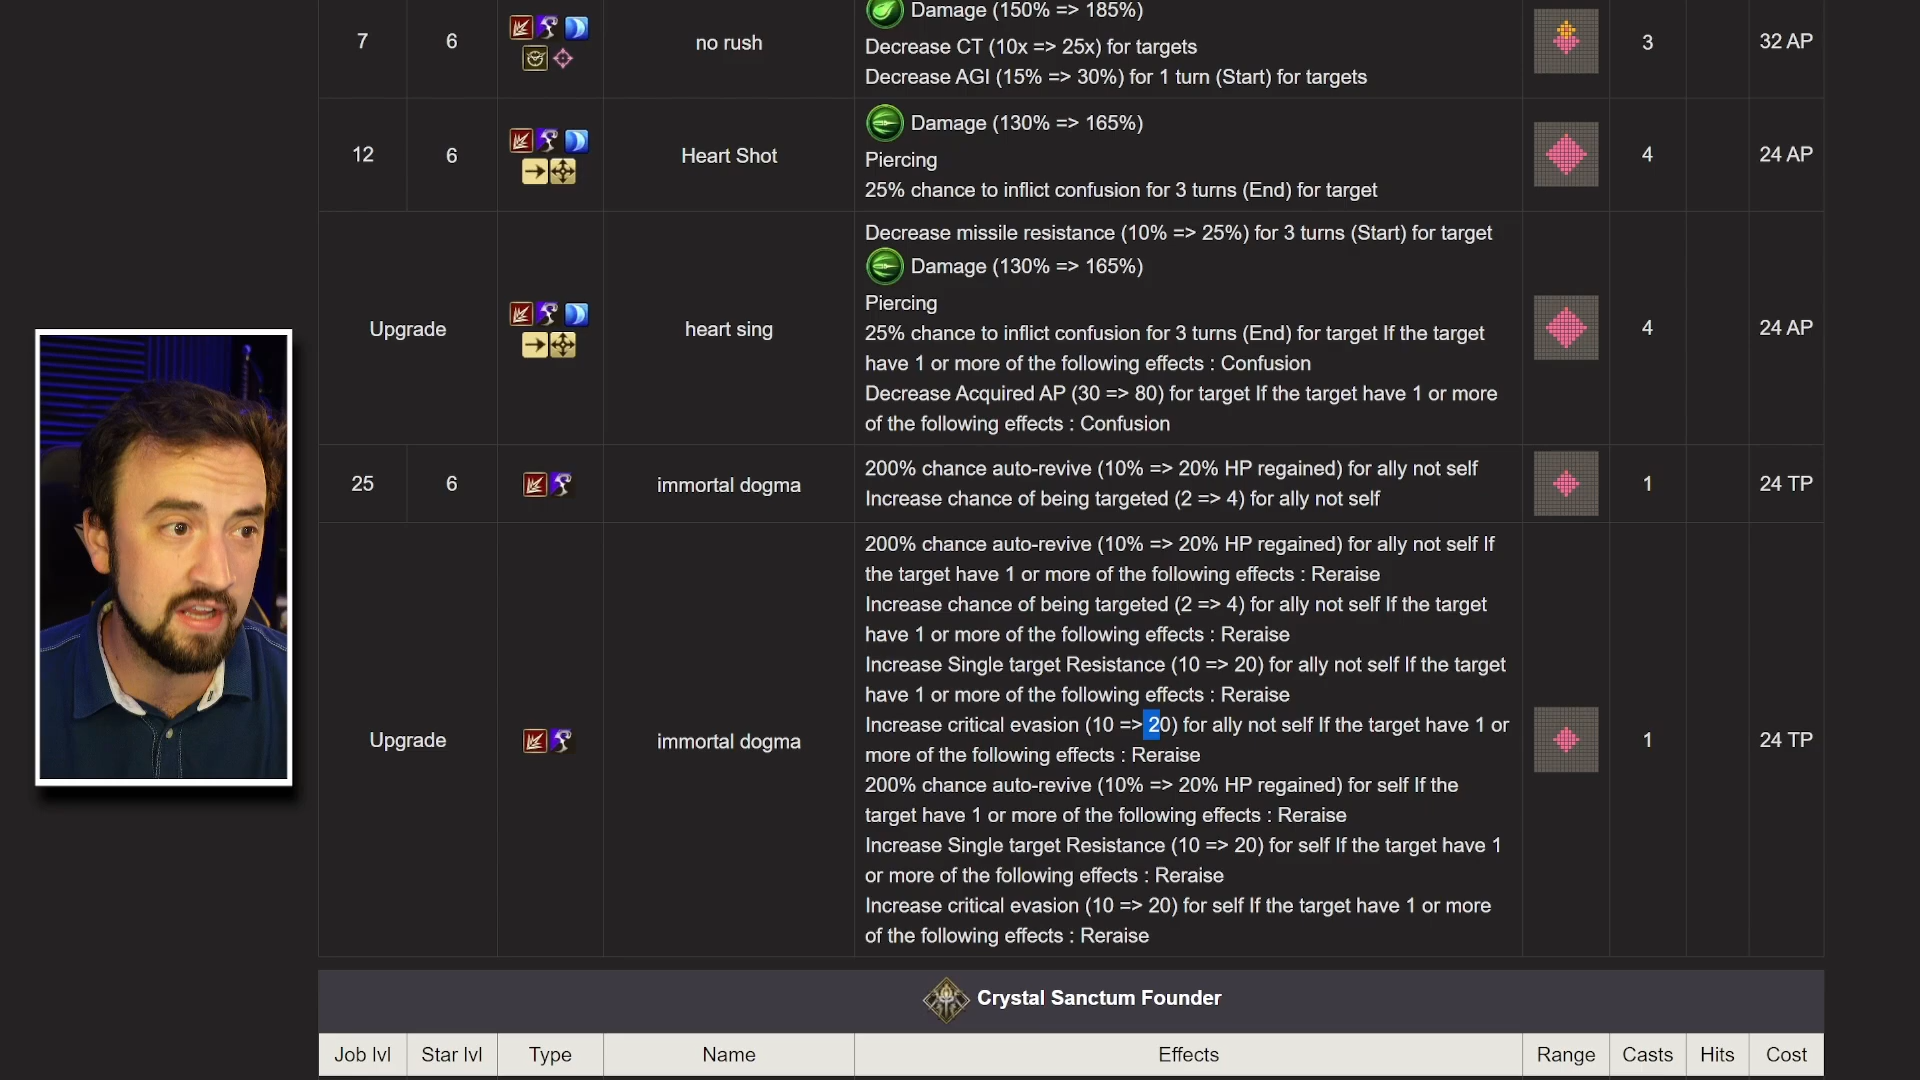 Damage (150% => 185%)
7 6 no rush Decrease CT (10x => 25x) for targets 3 32 AP
Decrease AGI (15% => 30%) for 1 turn (Start) for targets
Damage (130% => 165%)
12 6 Heart Shot Piercing 4 24 AP
25% chance to inflict confusion for 3 turns (End) for target
Decrease missile resistance (10% => 25%) for 3 turns (Start) for target
Damage (130% => 165%)
Piercing
Upgrade heart sing 25% chance to inflict confusion for 3 turns (End) for target If the target 4 24 AP
have 1 or more of the following effects : Confusion
Decrease Acquired AP (30 => 80) for target If the target have 1 or more
of the following effects : Confusion
25 6 immortal dogma 200% chance auto-revive (10% => 20% HP regained) for ally not self 1 24 TP
Increase chance of being targeted (2 => 4) for ally not self
200% chance auto-revive (10% => 20% HP regained) for ally not self If
the target have 1 or more of the following effects : Reraise
Increase chance of being targeted (2 => 4) for ally not self If the target
have 1 or more of the following effects : Reraise
Increase Single target Resistance (10 => 20) for ally not self If the target
have 1 or more of the following effects : Reraise
Increase critical evasion (10 => 20) for ally not self If the target have 1 or
Upgrade immortal dogma more of the following effects : Reraise 1 24 TP
200% chance auto-revive (10% => 20% HP regained) for self If the
target have 1 or more of the following effects : Reraise
Increase Single target Resistance (10 => 20) for self If the target have 1
or more of the following effects : Reraise
Increase critical evasion (10 => 20) for self If the target have 1 or more
of the following effects : Reraise
Crystal Sanctum Founder
Job lvl Star lvl Type Name Effects Range Casts Hits Cost